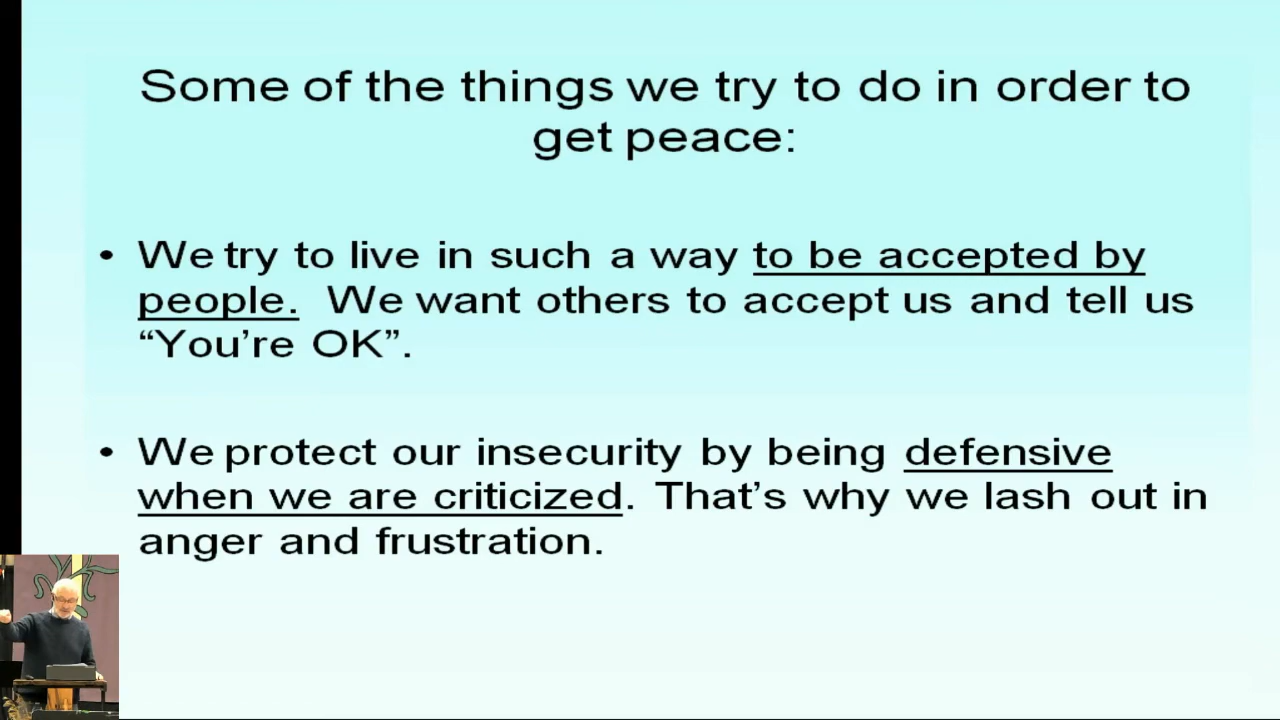 Some of the things we try to do in order to
get peace:
• We try to live in such a way to be accepted by
people.  We want others to accept us and tell us
“You’re OK”.
• We protect our insecurity by being defensive
when we are criticized. That’s why we lash out in
anger and frustration.